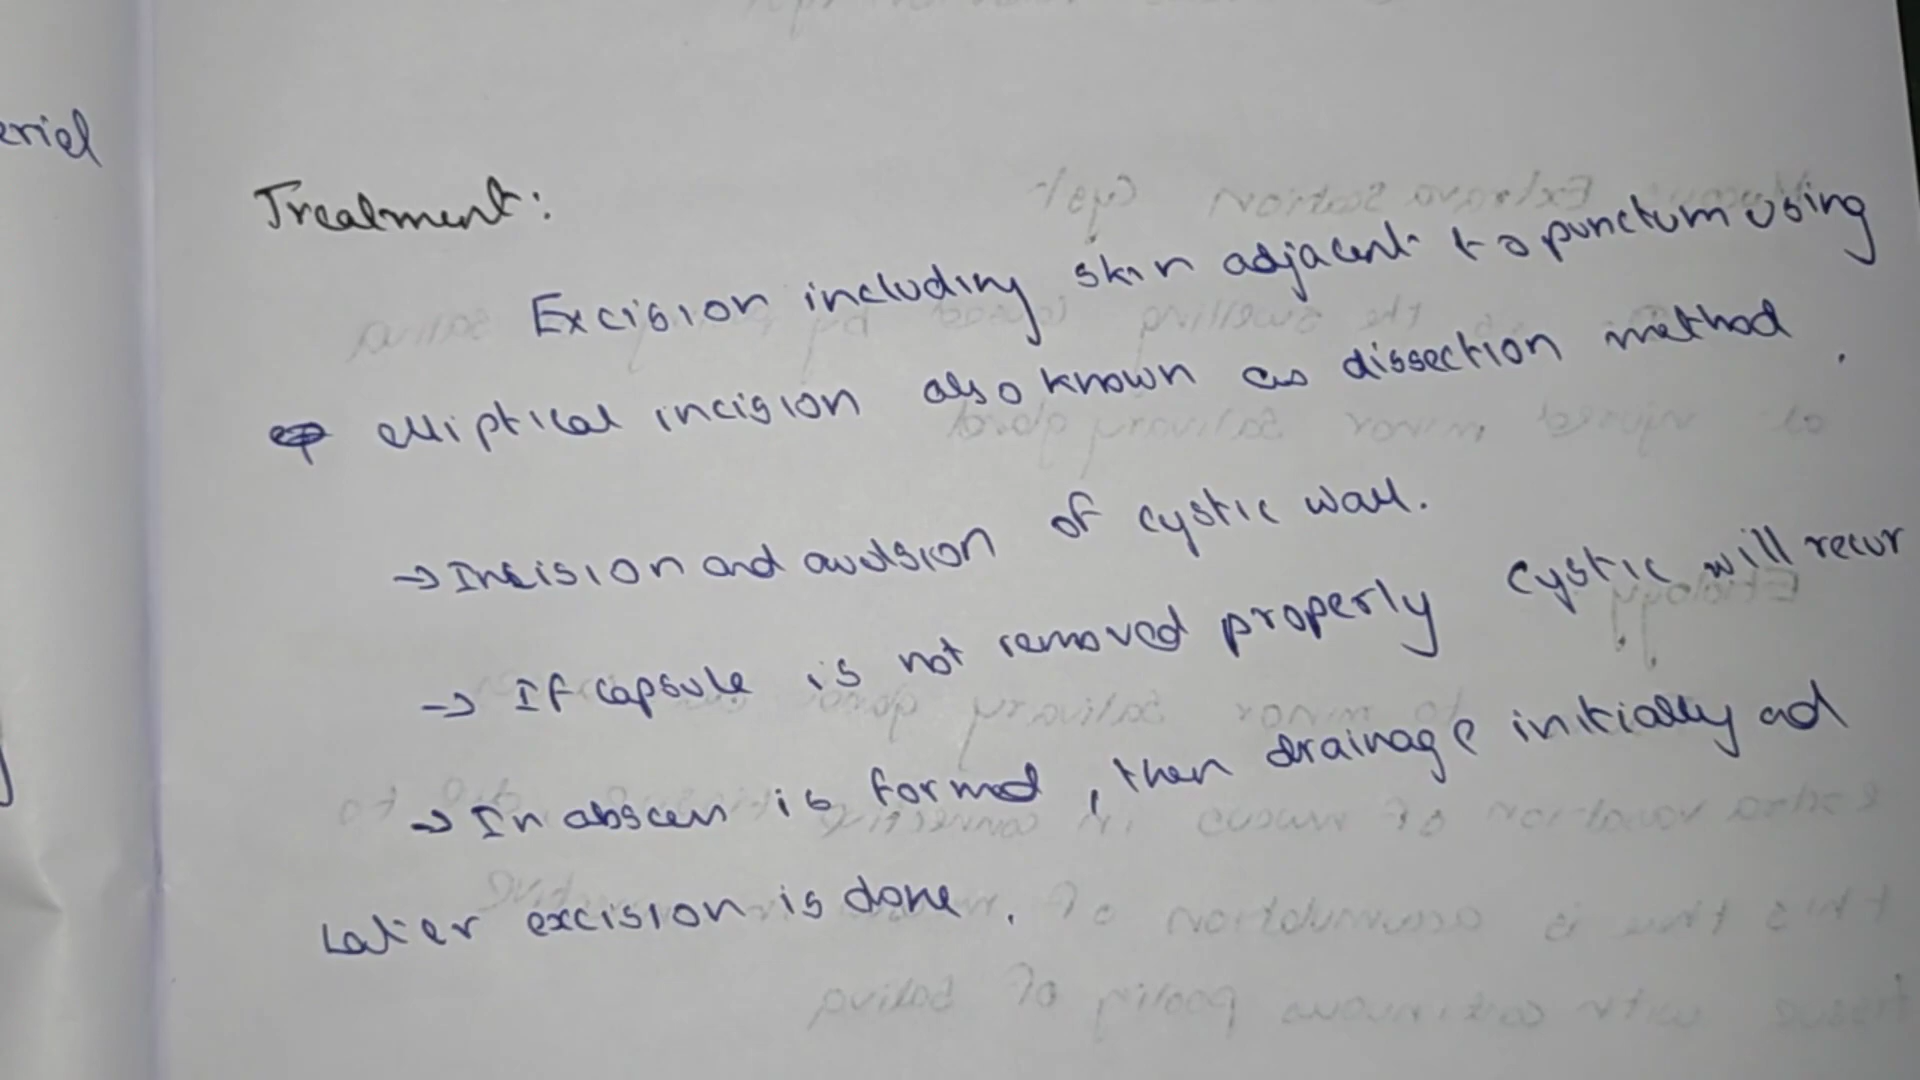 eriel
Treatment:
Excision including skin adjacent to punctum using
elliptical incision also known as dissection method.
→ Incision and avulsion of cystic wall.
→ If capsule is not removed properly cystic will recur
→ In abscess is formed, then drainage initially ad
Later excision is done.